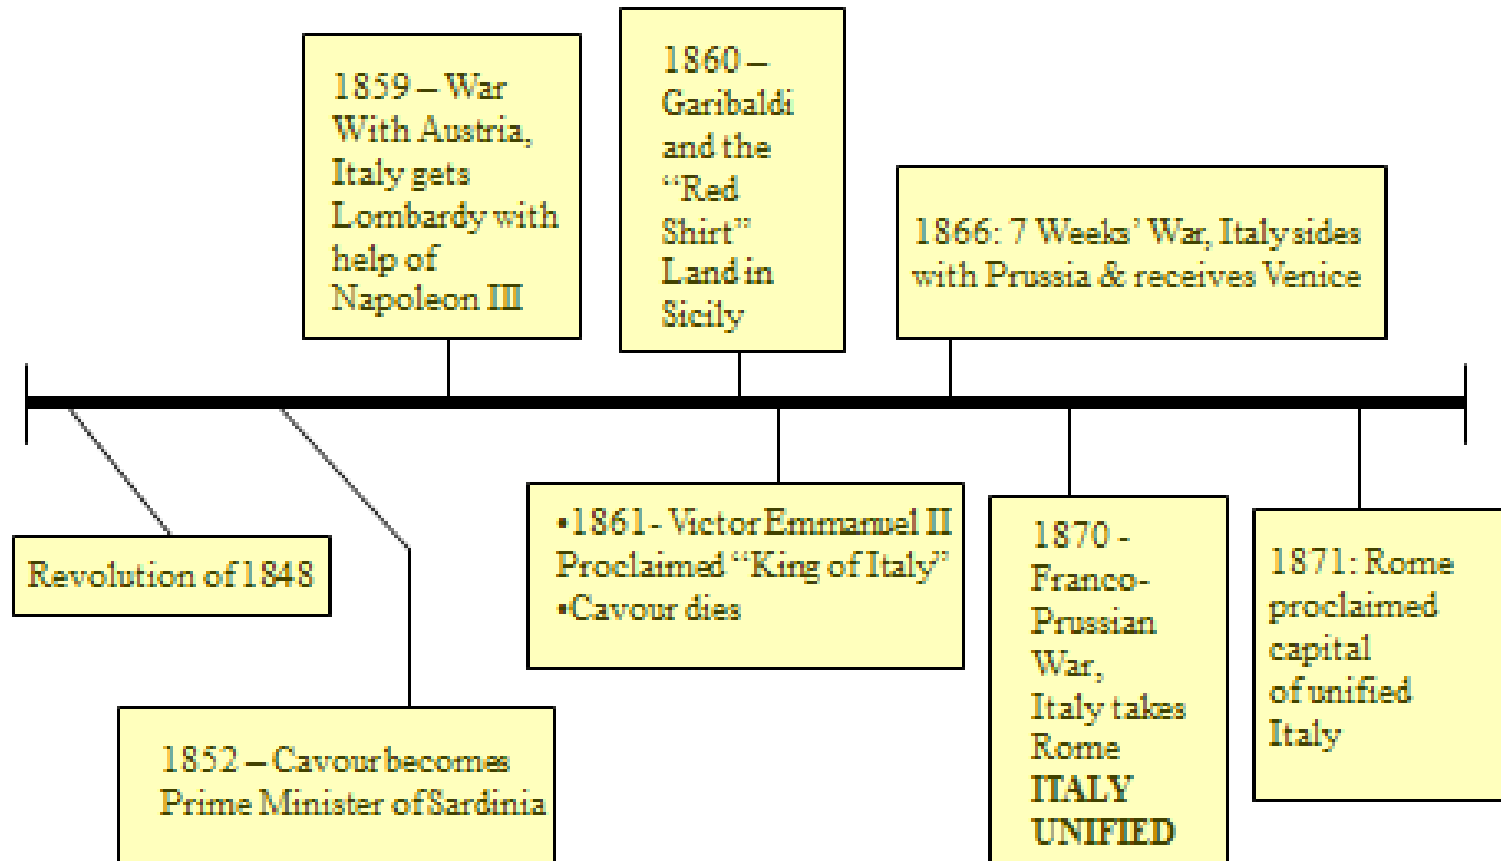 1859 – War
With Austria,
Italy gets
Lombardy with
help of
Napoleon III
1860 –
Garibaldi
and the
“Red
Shirt”
Land in
Sicily
1866: 7 Weeks’ War, Italy sides
with Prussia & receives Venice
Revolution of 1848
1852 – Cavour becomes
Prime Minister of Sardinia
•1861- Victor Emmanuel II
Proclaimed “King of Italy”
•Cavour dies
1870 -
Franco-
Prussian
War,
Italy takes
Rome
ITALY
UNIFIED
1871: Rome
proclaimed
capital
of unified
Italy